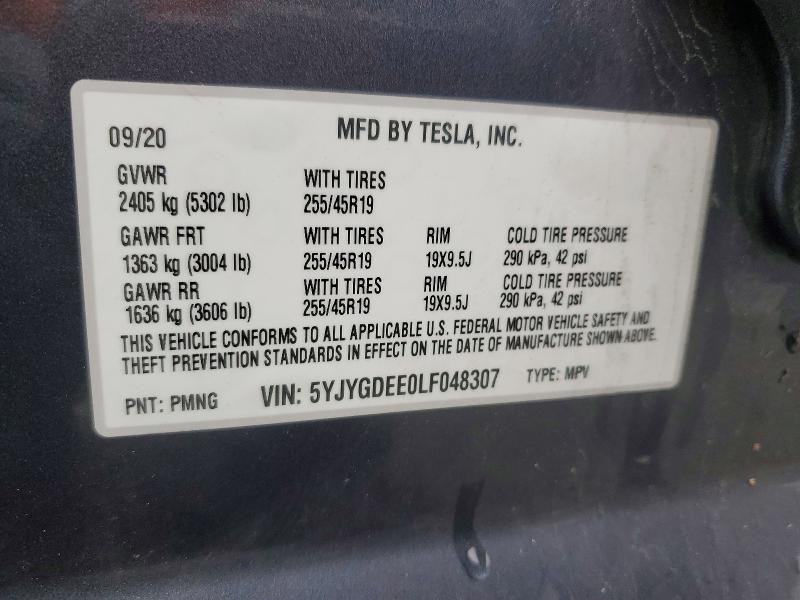 09/20 MFD BY TESLA, INC.
GVWR WITH TIRES
2405 kg (5302 lb) 255/45R19
GAWR FRT WITH TIRES RIM COLD TIRE PRESSURE
1363 kg (3004 lb) 255/45R19 19X9.5J 290 kPa, 42 psi
GAWR RR WITH TIRES RIM COLD TIRE PRESSURE
1636 kg (3606 lb) 255/45R19 19X9.5J 290 kPa, 42 psi
THIS VEHICLE CONFORMS TO ALL APPLICABLE U.S. FEDERAL MOTOR VEHICLE SAFETY AND
THEFT PREVENTION STANDARDS IN EFFECT ON THE DATE OF MANUFACTURE SHOWN ABOVE.
PNT: PMNG VIN: 5YJYGDEE0LF048307 TYPE: MPV